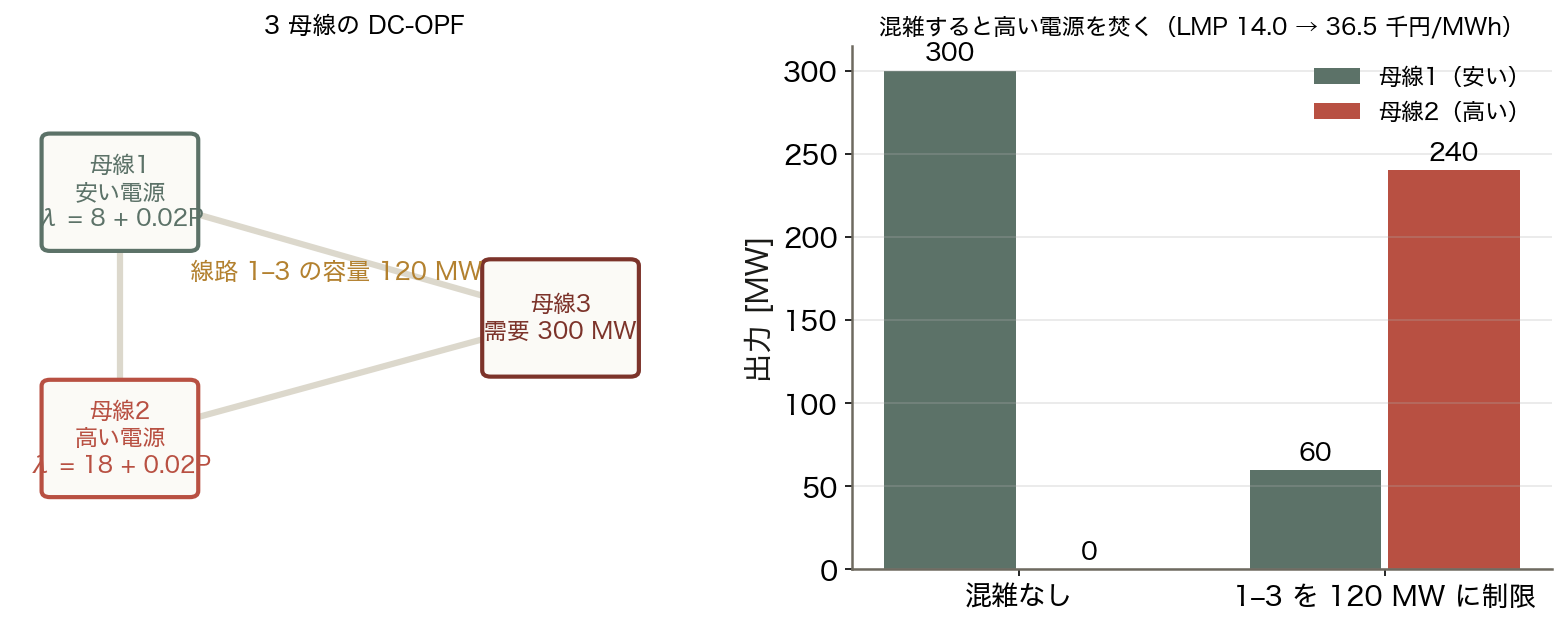 3 母線の DC-OPF
母線1
安い電源
λ = 8 + 0.02P
線路 1–3 の容量 120 MW
母線3
需要 300 MW
母線2
高い電源
λ = 18 + 0.02P
混雑すると高い電源を焚く（LMP 14.0 → 36.5 千円/MWh）
母線1（安い）
母線2（高い）
出力 [MW]
300
250
200
150
100
50
0
300
0
60
240
混雑なし
1–3 を 120 MW に制限